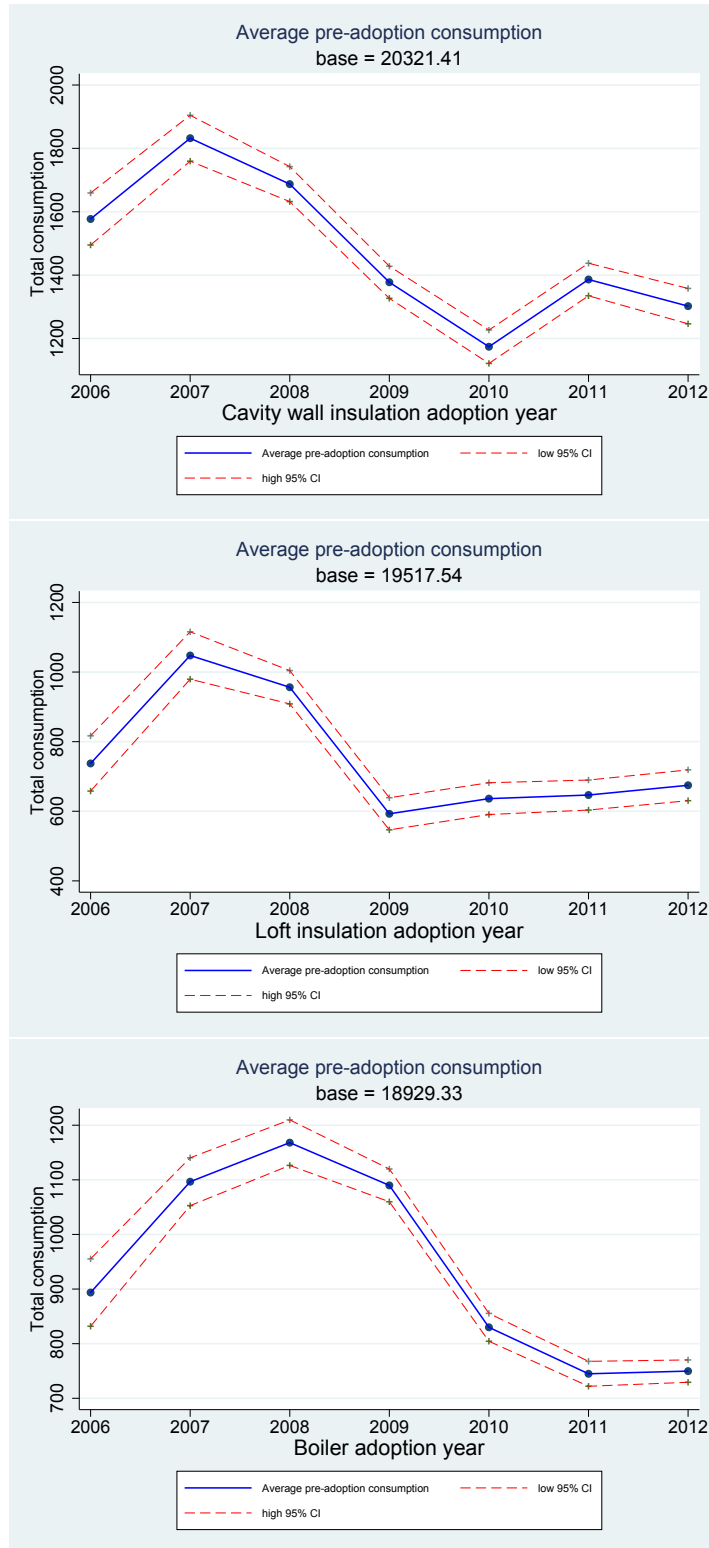 Average pre-adoption consumption
base = 20321.41
Total consumption
2000
1800
1600
1400
1200
2006 2007 2008 2009 2010 2011 2012
Cavity wall insulation adoption year
Average pre-adoption consumption low 95% CI
high 95% CI
Average pre-adoption consumption
base = 19517.54
Total consumption
1200
1000
800
600
400
2006 2007 2008 2009 2010 2011 2012
Loft insulation adoption year
Average pre-adoption consumption low 95% CI
high 95% CI
Average pre-adoption consumption
base = 18929.33
Total consumption
1200
1100
1000
900
800
700
2006 2007 2008 2009 2010 2011 2012
Boiler adoption year
Average pre-adoption consumption low 95% CI
high 95% CI